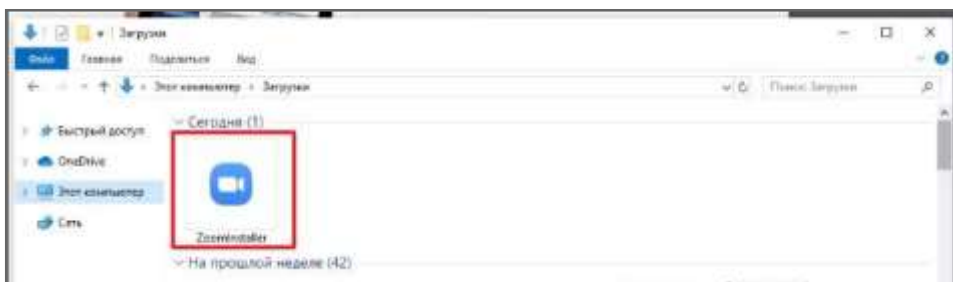 Загрузки
Файл Главная Поделиться Вид
Этот компьютер Загрузки
Поиск: Загрузки
Быстрый доступ
OneDrive
Этот компьютер
Сеть
Сегодня (1)
ZoomInstaller
На прошлой неделе (42)